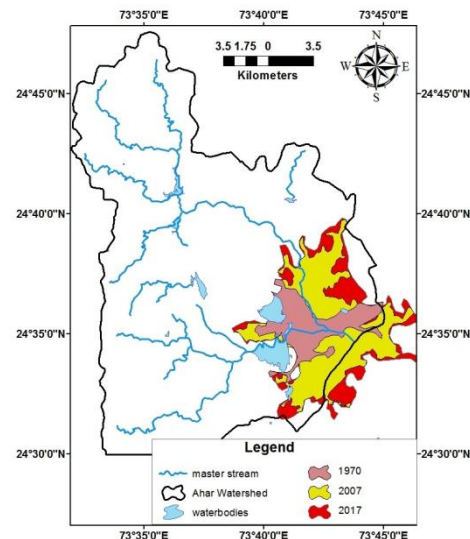 73°35'0"E 73°40'0"E 73°45'0"E
3.5 1.75 0 3.5
Kilometers
N
W E
S
24°45'0"N 24°45'0"N
24°40'0"N 24°40'0"N
24°35'0"N 24°35'0"N
24°30'0"N 24°30'0"N
Legend
master stream 1970
Ahar Watershed 2007
waterbodies 2017
73°35'0"E 73°40'0"E 73°45'0"E